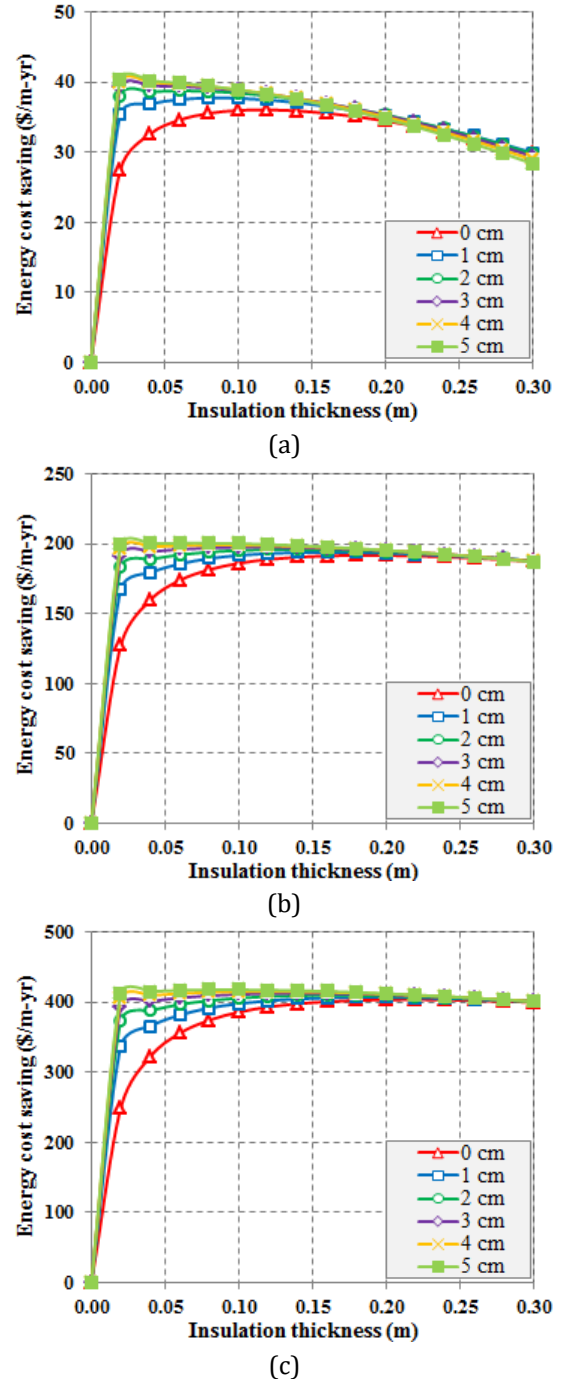 50
40
30
20
10
0
Energy cost saving ($/m-yr)
0 cm
1 cm
2 cm
3 cm
4 cm
5 cm
0.00 0.05 0.10 0.15 0.20 0.25 0.30
Insulation thickness (m)
(a)
250
200
150
100
50
0
Energy cost saving ($/m-yr)
0 cm
1 cm
2 cm
3 cm
4 cm
5 cm
0.00 0.05 0.10 0.15 0.20 0.25 0.30
Insulation thickness (m)
(b)
500
400
300
200
100
0
Energy cost saving ($/m-yr)
0 cm
1 cm
2 cm
3 cm
4 cm
5 cm
0.00 0.05 0.10 0.15 0.20 0.25 0.30
Insulation thickness (m)
(c)